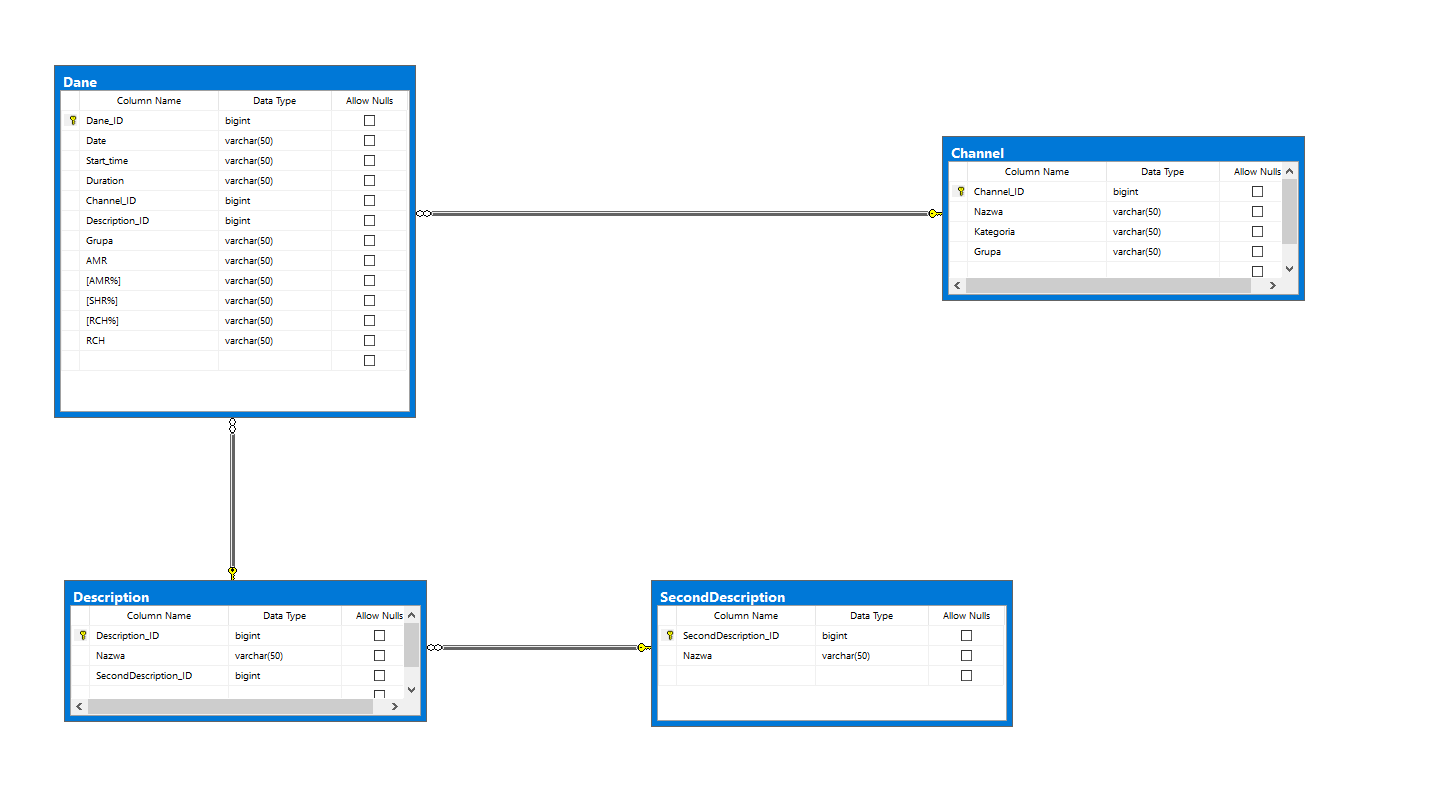 Dane
Column Name Data Type Allow Nulls
Dane_ID bigint
Date varchar(50)
Start_time varchar(50)
Duration varchar(50)
Channel_ID bigint
Description_ID bigint
Grupa varchar(50)
AMR varchar(50)
[AMR%] varchar(50)
[SHR%] varchar(50)
[RCH%] varchar(50)
RCH varchar(50)
Channel
Column Name Data Type Allow Nulls
Channel_ID bigint
Nazwa varchar(50)
Kategoria varchar(50)
Grupa varchar(50)
Description
Column Name Data Type Allow Nulls
Description_ID bigint
Nazwa varchar(50)
SecondDescription_ID bigint
SecondDescription
Column Name Data Type Allow Nulls
SecondDescription_ID bigint
Nazwa varchar(50)